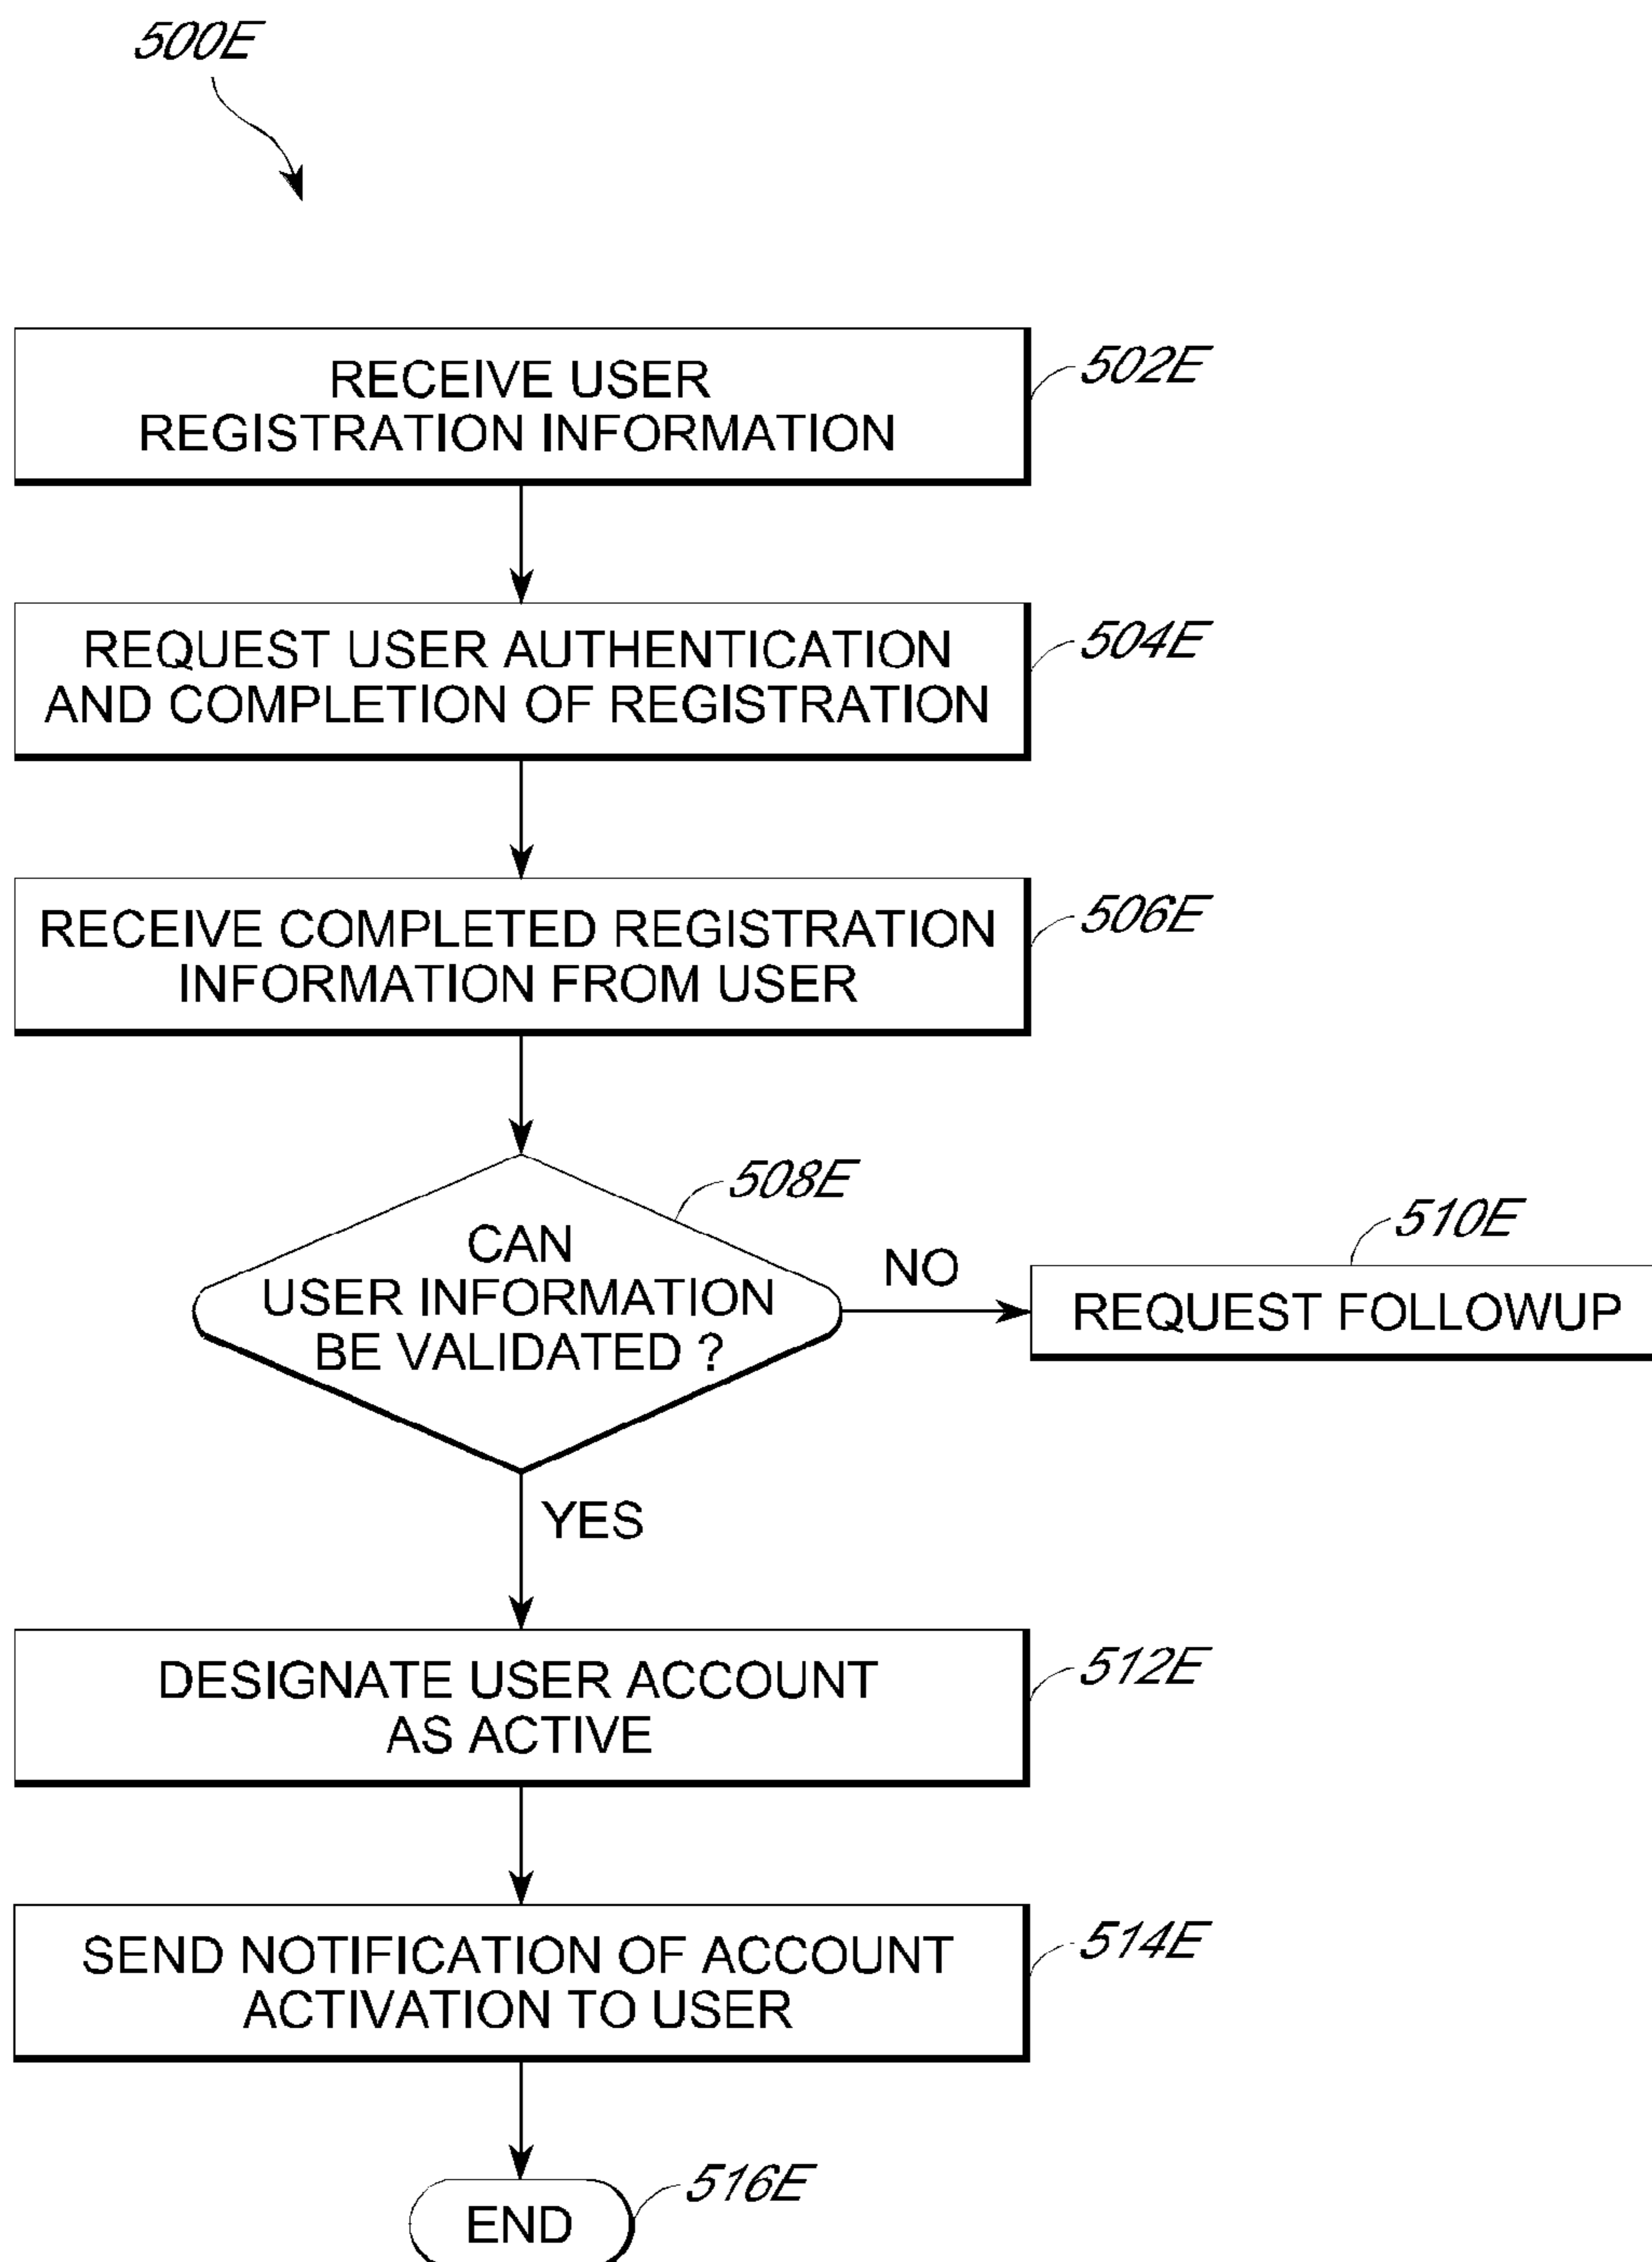 500E
RECEIVE USER
REGISTRATION INFORMATION
502E
REQUEST USER AUTHENTICATION
AND COMPLETION OF REGISTRATION
504E
RECEIVE COMPLETED REGISTRATION
INFORMATION FROM USER
506E
508E
CAN
USER INFORMATION
BE VALIDATED ?
NO
510E
REQUEST FOLLOWUP
YES
DESIGNATE USER ACCOUNT
AS ACTIVE
512E
SEND NOTIFICATION OF ACCOUNT
ACTIVATION TO USER
514E
516E
END